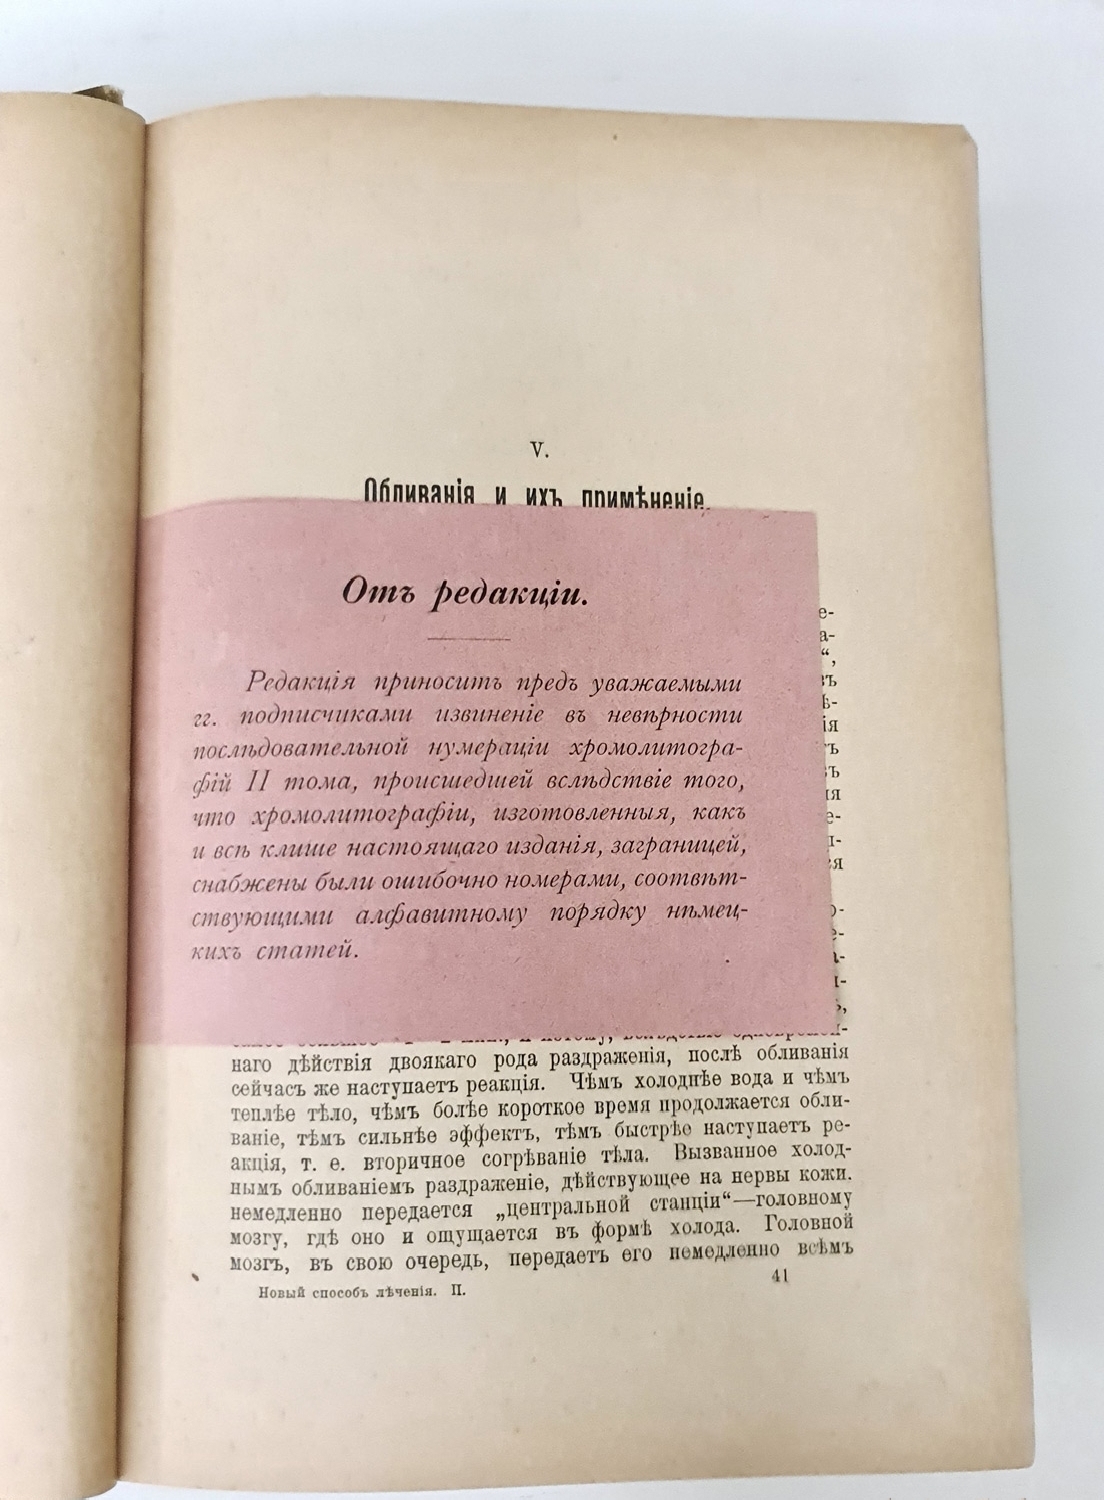 V.
Обливанія и ихъ примѣненіе.
Отъ редакціи.
Редакція приноситъ предъ уважаемыми
гг. подписчиками извиненіе въ невѣрности
послѣдовательной нумераціи хромолитогра-
фій II тома, происшедшей вслѣдствіе того,
что хромолитографіи, изготовленныя, какъ
и всѣ клише настоящаго изданія, заграницей,
снабжены были ошибочно номерами, соотвѣт-
ствующими алфавитному порядку нѣмец-
кихъ статей.
наго дѣйствія двоякаго рода раздраженія, послѣ обливанія
сейчасъ же наступаетъ реакція. Чѣмъ холоднѣе вода и чѣмъ
теплѣе тѣло, чѣмъ болѣе короткое время продолжается обли-
ваніе, тѣмъ сильнѣе эффектъ, тѣмъ быстрѣе наступаетъ ре-
акція, т. е. вторичное согрѣваніе тѣла. Вызванное холод-
нымъ обливаніемъ раздраженіе, дѣйствующее на нервы кожи.
немедленно передается „центральной станціи“—головному
мозгу, гдѣ оно и ощущается въ формѣ холода. Головной
мозгъ, въ свою очередь, передаетъ его немедленно всѣмъ
Новый способъ лѣченія. II.
41